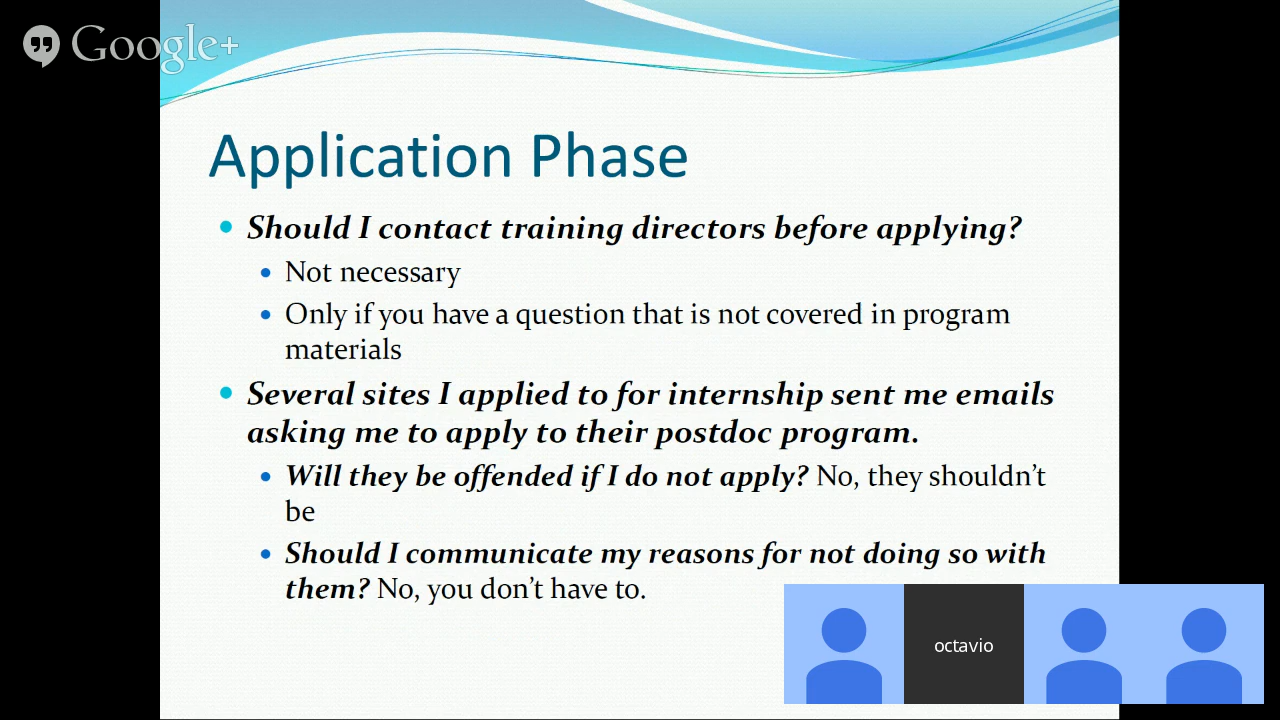 Google+
Application Phase
Should I contact training directors before applying?
Not necessary
Only if you have a question that is not covered in program
materials
Several sites I applied to for internship sent me emails
asking me to apply to their postdoc program.
Will they be offended if I do not apply? No, they shouldn't
be
Should I communicate my reasons for not doing so with
them? No, you don't have to.
octavio